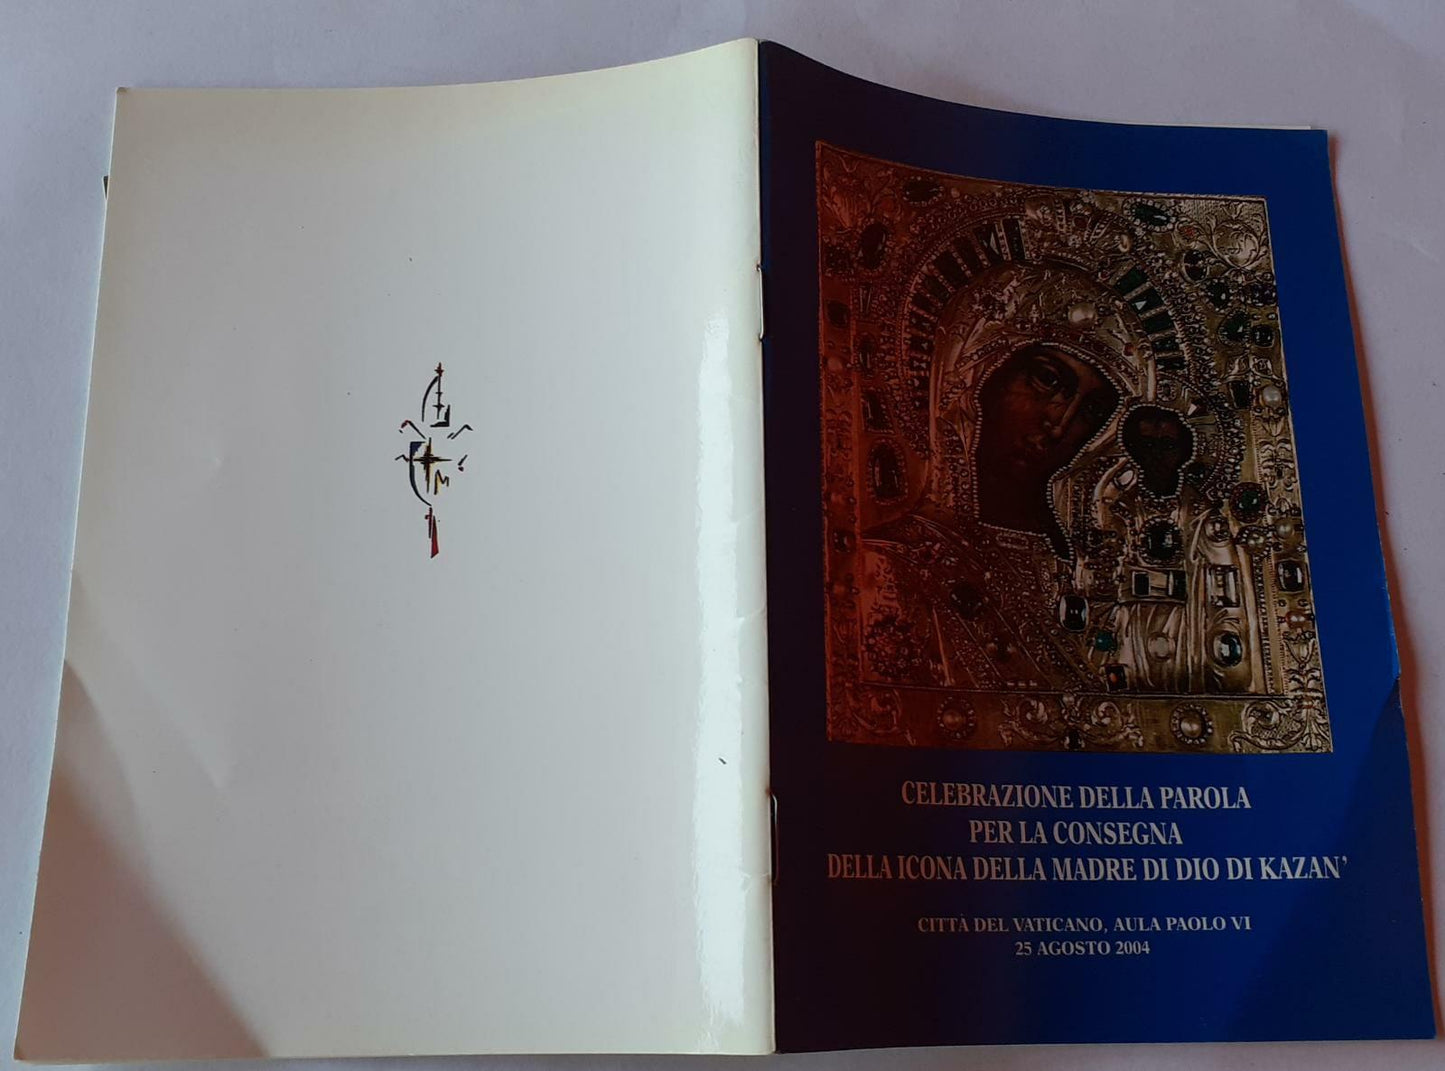 CELEBRAZIONE DELLA PAROLA
PER LA CONSEGNA
DELLA ICONA DELLA MADRE DI DIO DI KAZAN’
CITTÀ DEL VATICANO, AULA PAOLO VI
25 AGOSTO 2004